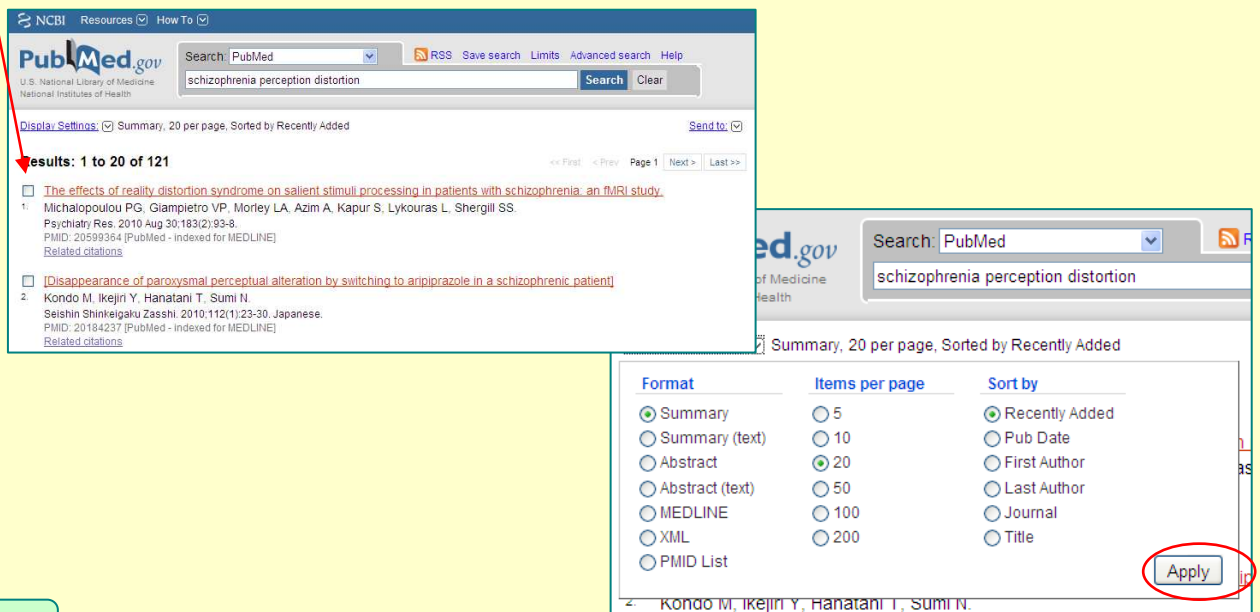 NCBI Resources How To
PubMed.gov
U.S. National Library of Medicine
National Institutes of Health
Search: PubMed
RSS Save search Limits Advanced search Help
schizophrenia perception distortion
Search Clear
Display Settings: Summary, 20 per page, Sorted by Recently Added
Send to:
Results: 1 to 20 of 121
<< First < Prev Page 1 Next > Last >>
The effects of reality distortion syndrome on salient stimuli processing in patients with schizophrenia: an fMRI study.
1. Michalopoulou PG, Giampietro VP, Morley LA, Azim A, Kapur S, Lykouras L, Shergill SS.
Psychiatry Res. 2010 Aug 30;183(2):93-8.
PMID: 20599364 [PubMed - indexed for MEDLINE]
Related citations
[Disappearance of paroxysmal perceptual alteration by switching to aripiprazole in a schizophrenic patient]
2. Kondo M, Ikejiri Y, Hanatani T, Sumi N.
Seishin Shinkeigaku Zasshi. 2010;112(1):23-30. Japanese.
PMID: 20184237 [PubMed - indexed for MEDLINE]
Related citations
ed.gov
of Medicine
Health
Search: PubMed
R
schizophrenia perception distortion
Summary, 20 per page, Sorted by Recently Added
Format Items per page Sort by
Summary 5 Recently Added
Summary (text) 10 Pub Date
Abstract 20 First Author
Abstract (text) 50 Last Author
MEDLINE 100 Journal
XML 200 Title
PMID List
Apply
2. Kondo M, Ikejiri Y, Hanatani T, Sumi N.